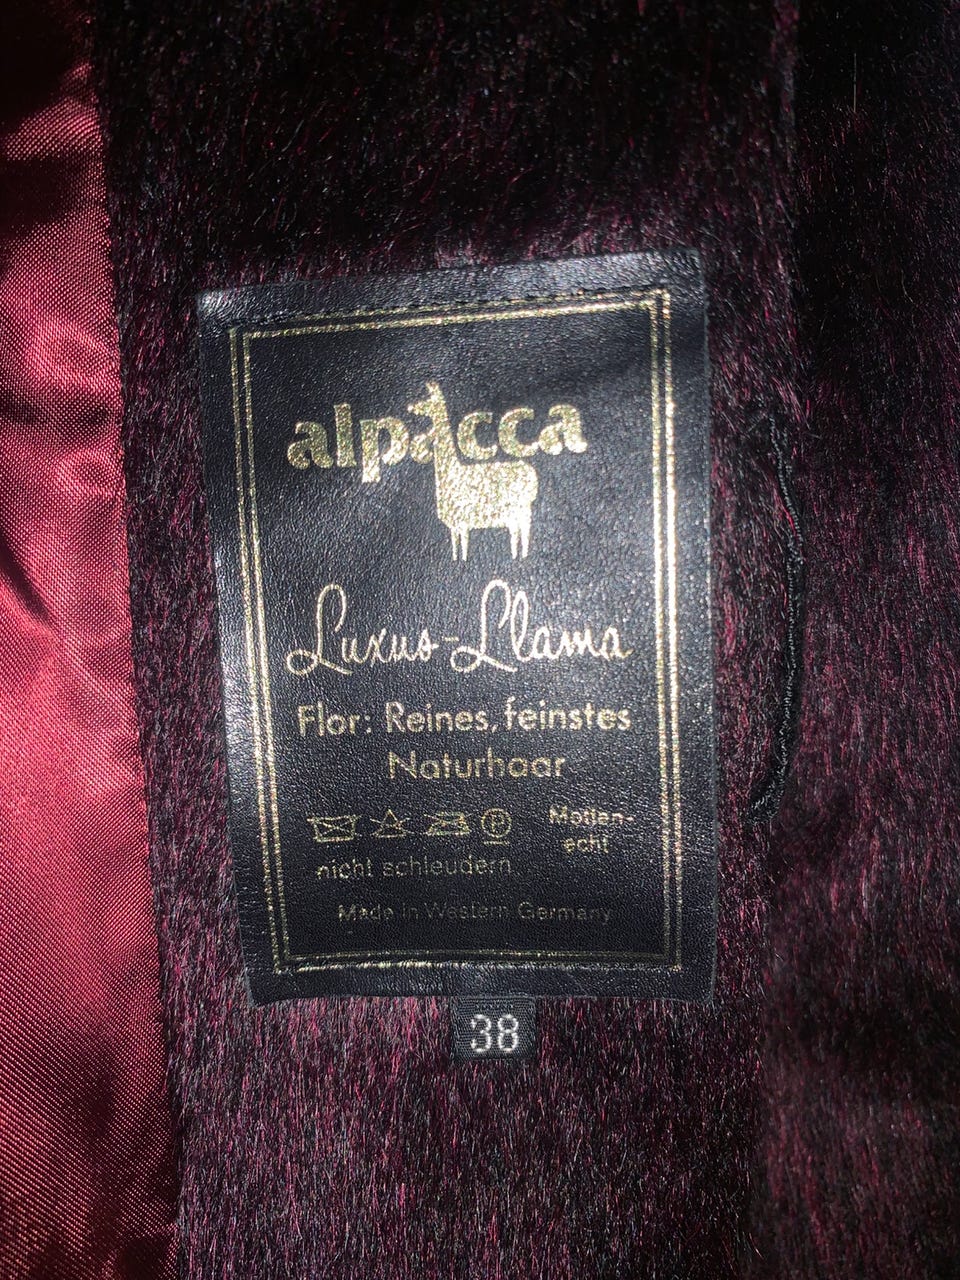 alpacca
Luxus-Llama
Flor: Reines, feinstes
Naturhaar
P
Motten-
echt
nicht schleudern
Made in Western Germany
38